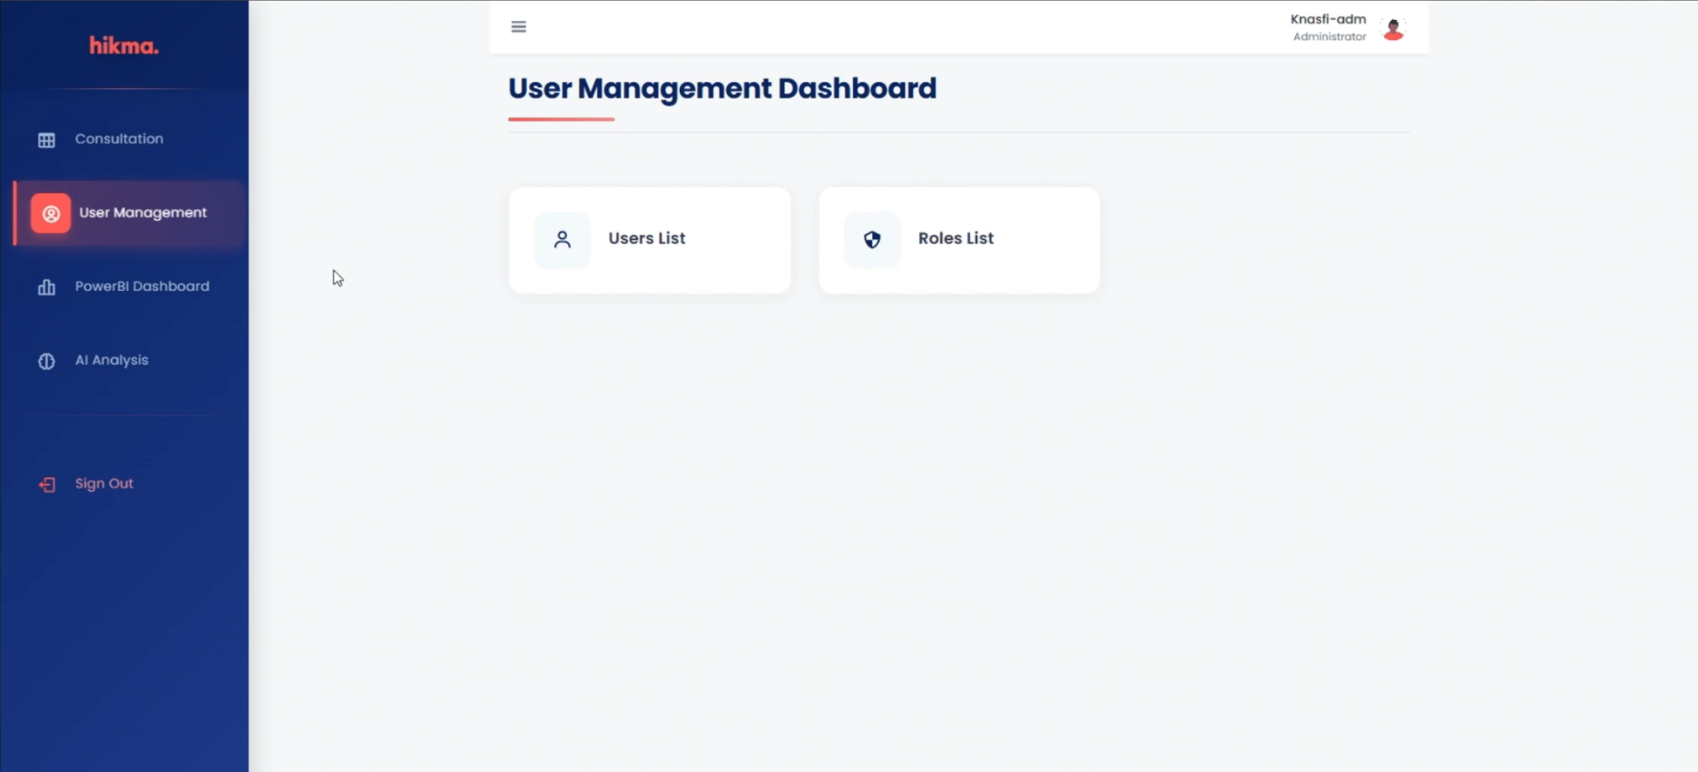 hikma.
Consultation
User Management
PowerBI Dashboard
AI Analysis
Sign Out
Knasfi-adm
Administrator
User Management Dashboard
Users List
Roles List